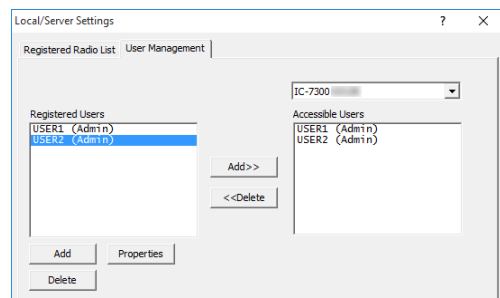 Local/Server Settings ? X
Registered Radio List User Management
IC-7300
Registered Users Accessible Users
USER1 (Admin) USER1 (Admin)
USER2 (Admin) USER2 (Admin)
Add>>
<<Delete
Add Properties
Delete